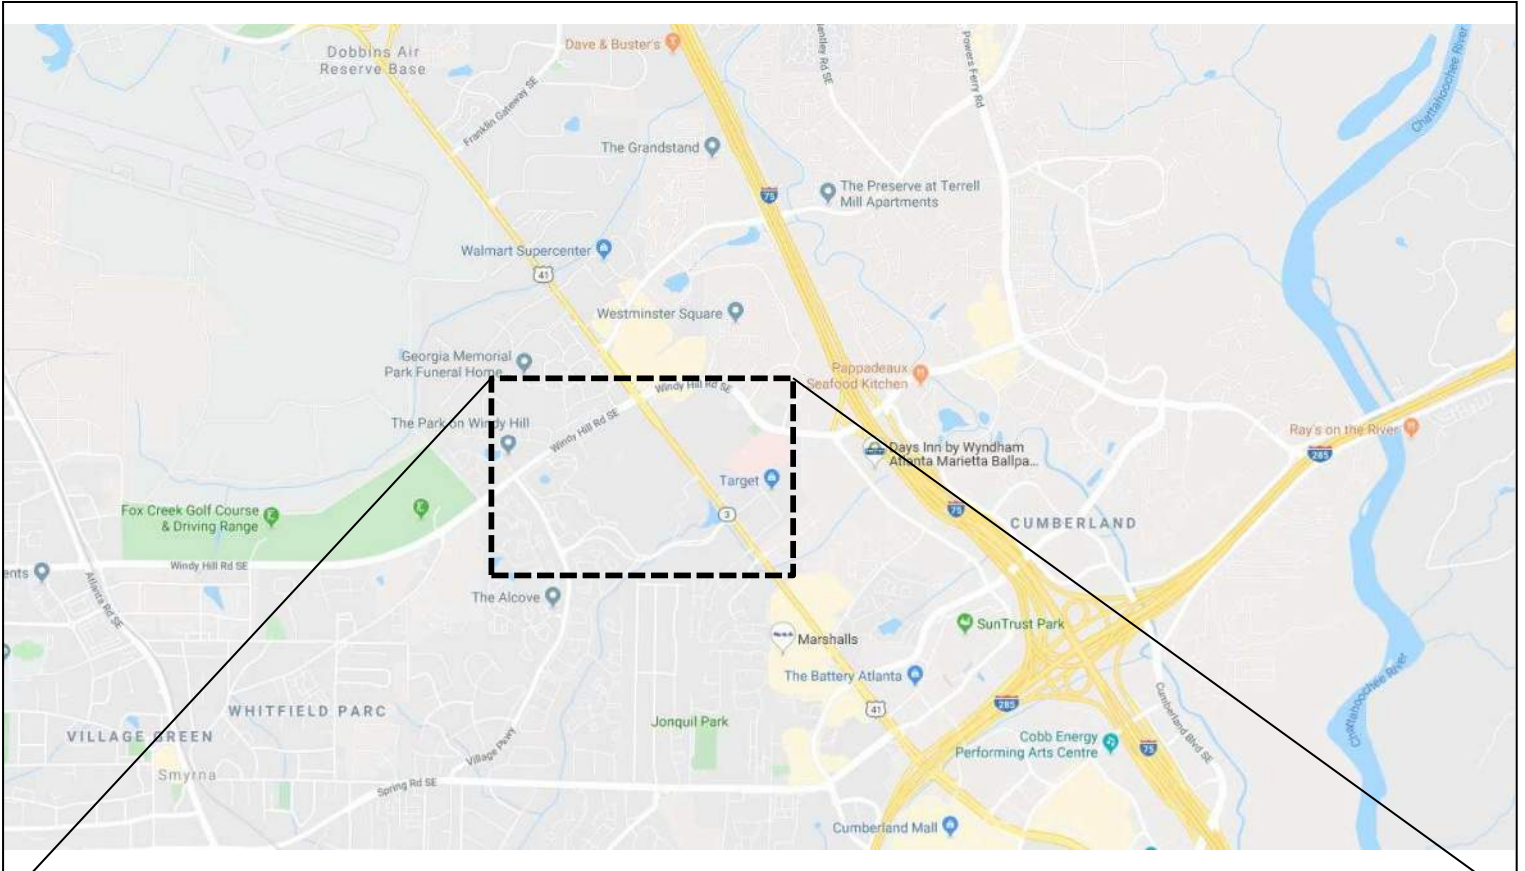 Dobbins Air
Reserve Base
Dave & Buster's
Bentley Rd SE
Powers Ferry Rd
Chattahoochee River
Franklin Gateway SE
The Grandstand
75
The Preserve at Terrell
Mill Apartments
Walmart Supercenter
41
Westminster Square
Georgia Memorial
Park Funeral Home
Windy Hill Rd SE
Pappadeaux
Seafood Kitchen
The Park on Windy Hill
Windy Hill Rd SE
Ray's on the River
285
Days Inn by Wyndham
Atlanta Marietta Ballpa...
Target
Fox Creek Golf Course
& Driving Range
3
75
CUMBERLAND
Windy Hill Rd SE
ents
Atlanta Rd SE
The Alcove
SunTrust Park
Marshalls
The Battery Atlanta
Chattahoochee River
WHITFIELD PARC
41
285
Jonquil Park
Cumberland Blvd SE
VILLAGE GREEN
Village Pkwy
Cobb Energy
Performing Arts Centre
75
Smyrna
Spring Rd SE
Cumberland Mall